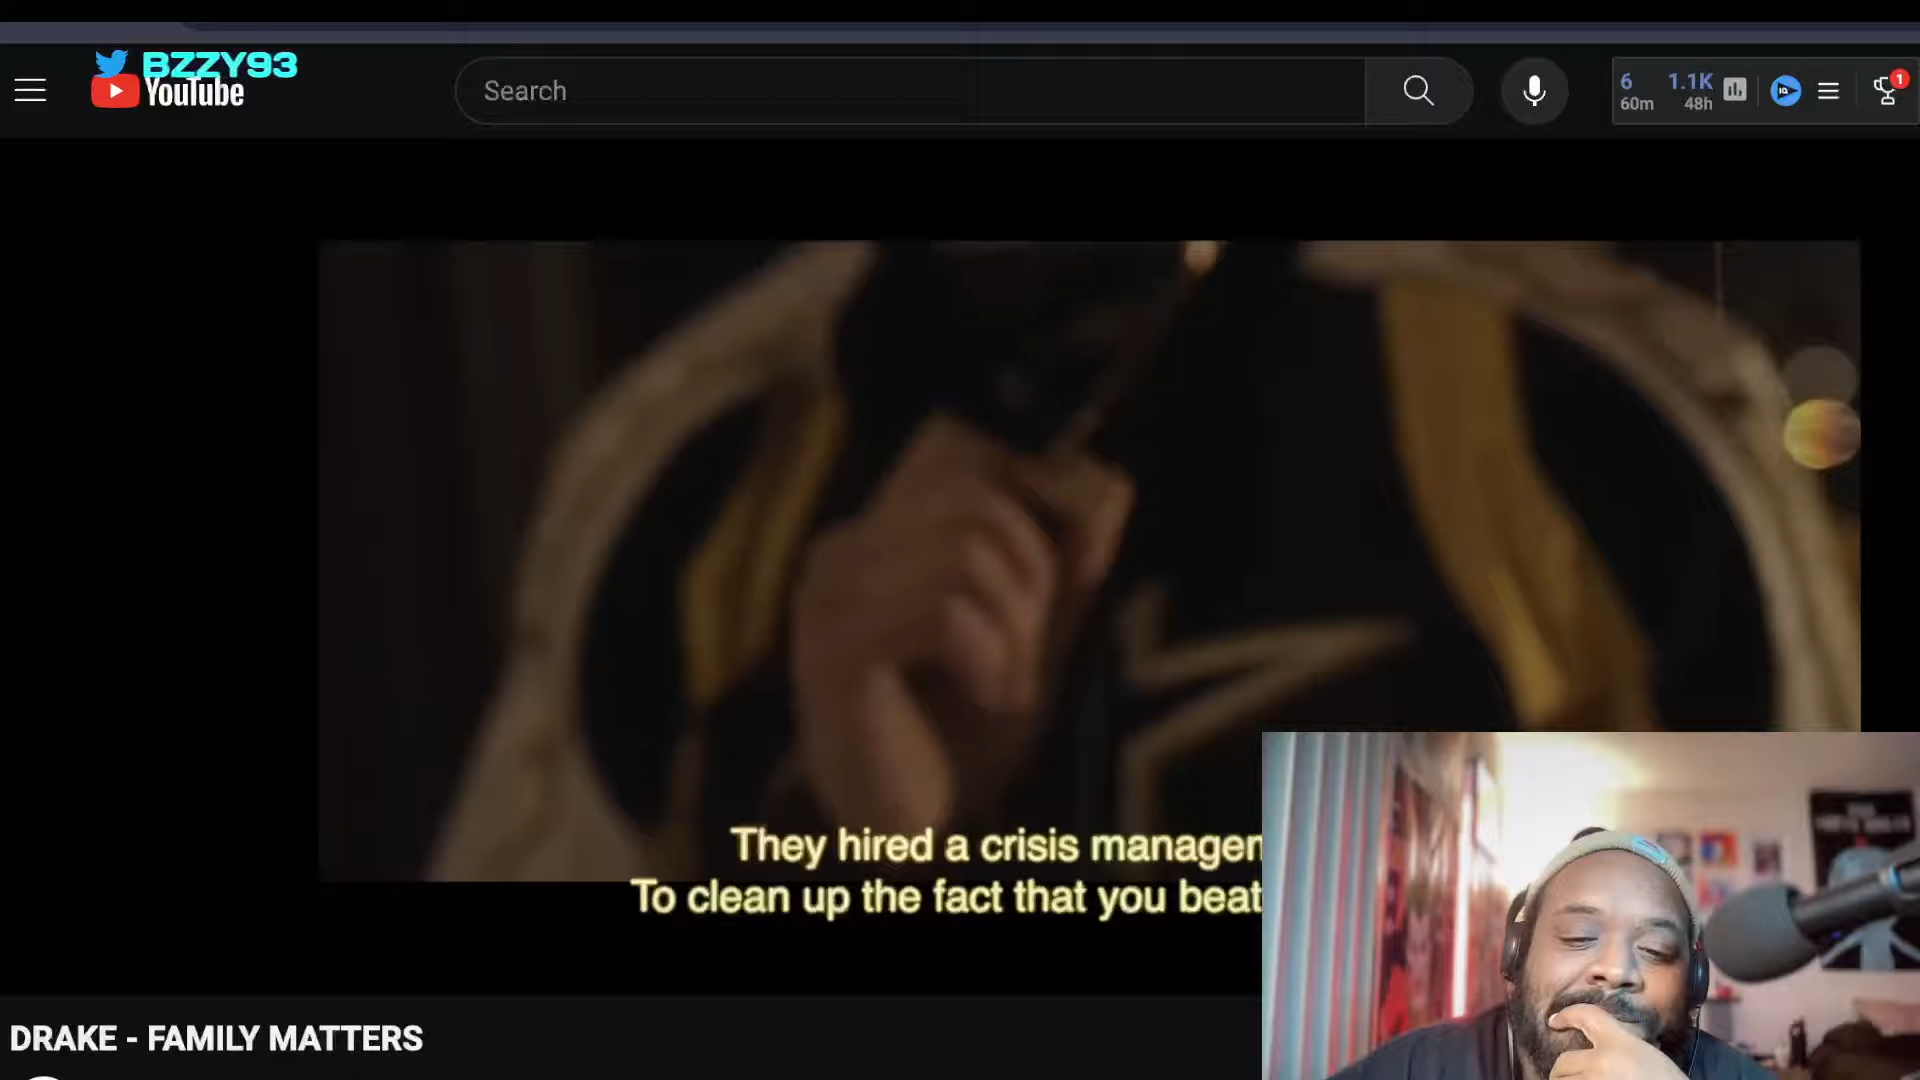 BZZY93
YouTube
Search
6 1.1K
60m 48h
1
They hired a crisis managem
To clean up the fact that you beat
DRAKE - FAMILY MATTERS